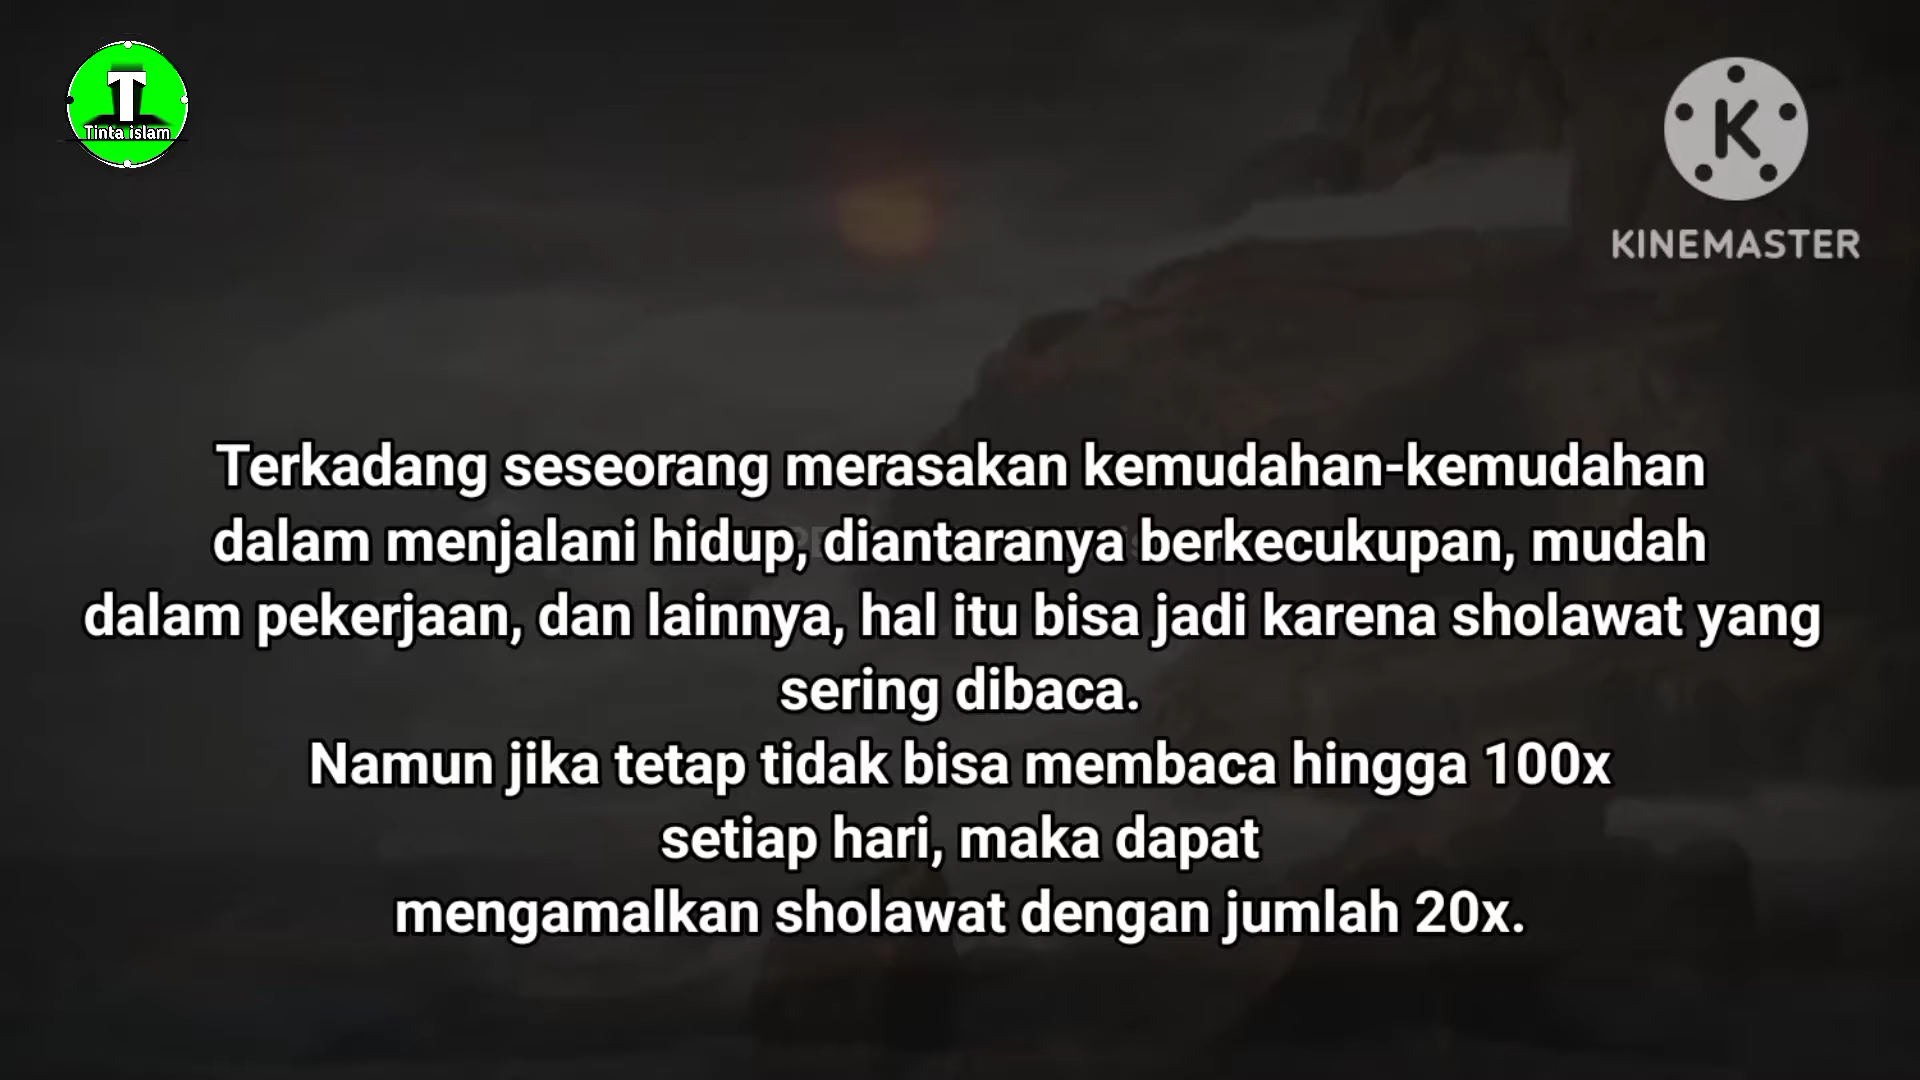 T
Tinta islam
K
KINEMASTER
Terkadang seseorang merasakan kemudahan-kemudahan
dalam menjalani hidup, diantaranya berkecukupan, mudah
dalam pekerjaan, dan lainnya, hal itu bisa jadi karena sholawat yang
sering dibaca.
Namun jika tetap tidak bisa membaca hingga 100x
setiap hari, maka dapat
mengamalkan sholawat dengan jumlah 20x.